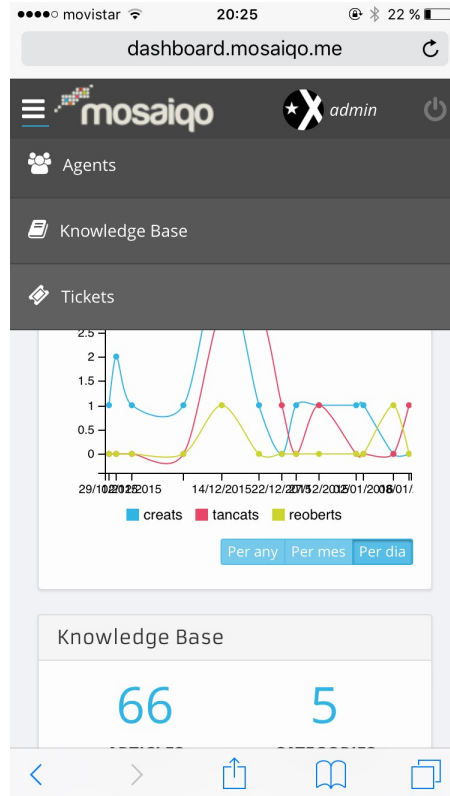 movistar 20:25 22 %
dashboard.mosaiqo.me
mosaiqo admin
Agents
Knowledge Base
Tickets
2.5
2
1.5
1
0.5
0
29/10/2015 14/12/2015 22/12/2015
creats tancats reoberts
Per any Per mes Per dia
Knowledge Base
66 5
ARTICLES CATEGORIES